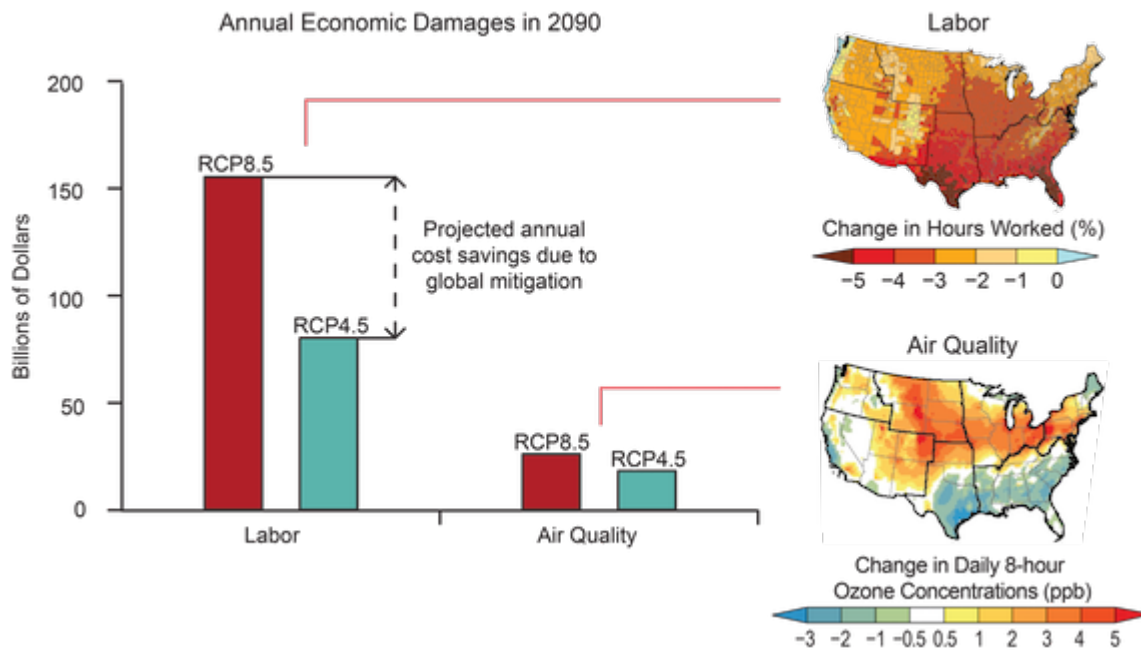 Annual Economic Damages in 2090
Billions of Dollars
200
150
100
50
0
RCP8.5
RCP4.5
Projected annual
cost savings due to
global mitigation
RCP8.5
RCP4.5
Labor
Air Quality
Labor
Change in Hours Worked (%)
−5 −4 −3 −2 −1 0
Air Quality
Change in Daily 8-hour
Ozone Concentrations (ppb)
−3 −2 −1 −0.5 0.5 1 2 3 4 5